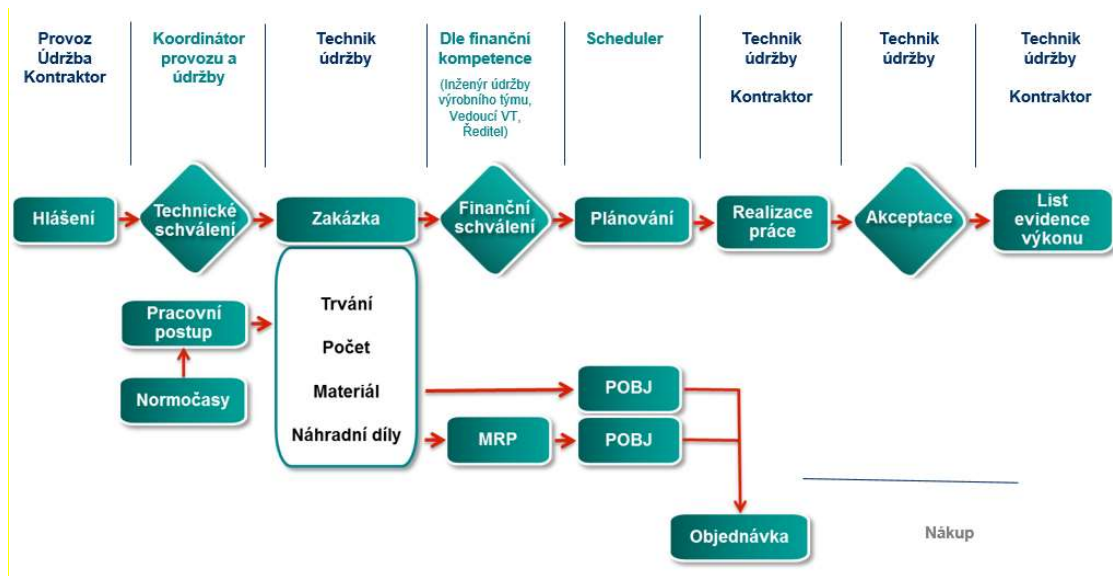 Provoz
Údržba
Kontraktor
Koordinátor
provozu a
údržby
Technik
údržby
Dle finanční
kompetence
(Inženýr údržby
výrobního týmu,
Vedoucí VT,
Ředitel)
Scheduler
Technik
údržby
Kontraktor
Technik
údržby
Technik
údržby
Kontraktor
Hlášení
Technické
schválení
Zakázka
Finanční
schválení
Plánování
Realizace
práce
Akceptace
List
evidence
výkonu
Pracovní
postup
Normočasy
Trvání
Počet
Materiál
Náhradní díly
POBJ
MRP
POBJ
Objednávka
Nákup